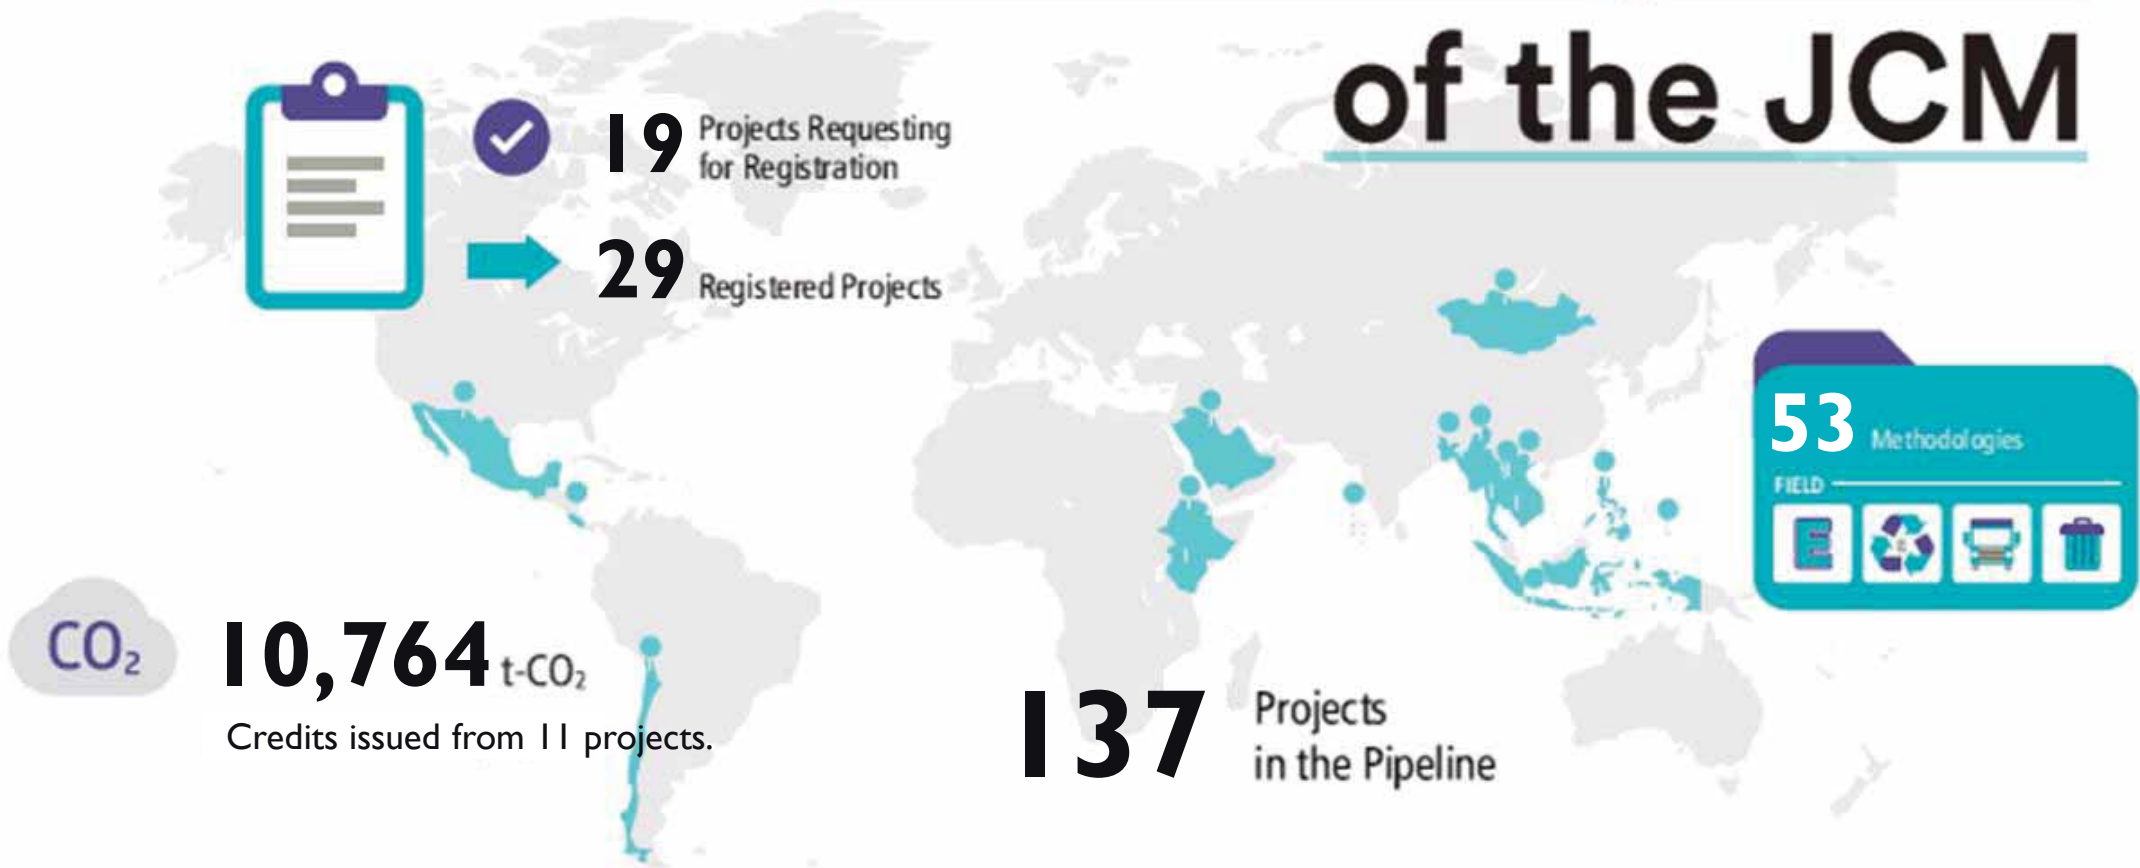 of the JCM
19 Projects Requesting
for Registration
29 Registered Projects
53 Methodologies
FIELD
E
CO₂
10,764 t-CO₂
Credits issued from 11 projects.
137 Projects
in the Pipeline